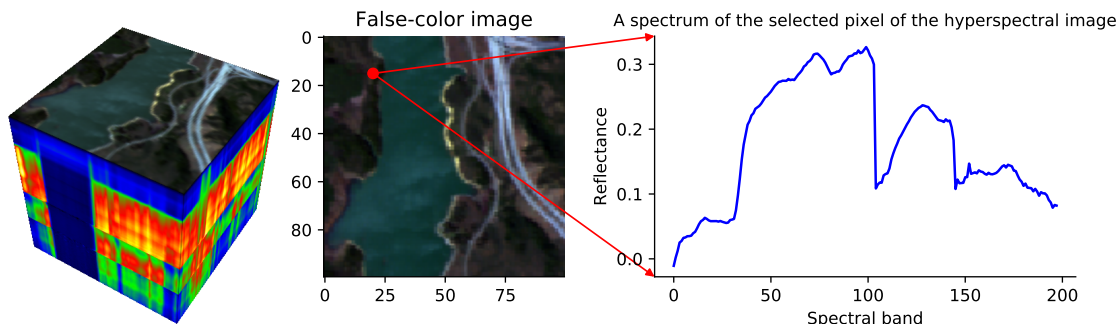 False-color image
0
20
40
60
80
0 25 50 75
A spectrum of the selected pixel of the hyperspectral image
0.3
0.2
0.1
0.0
Reflectance
0 50 100 150 200
Spectral band